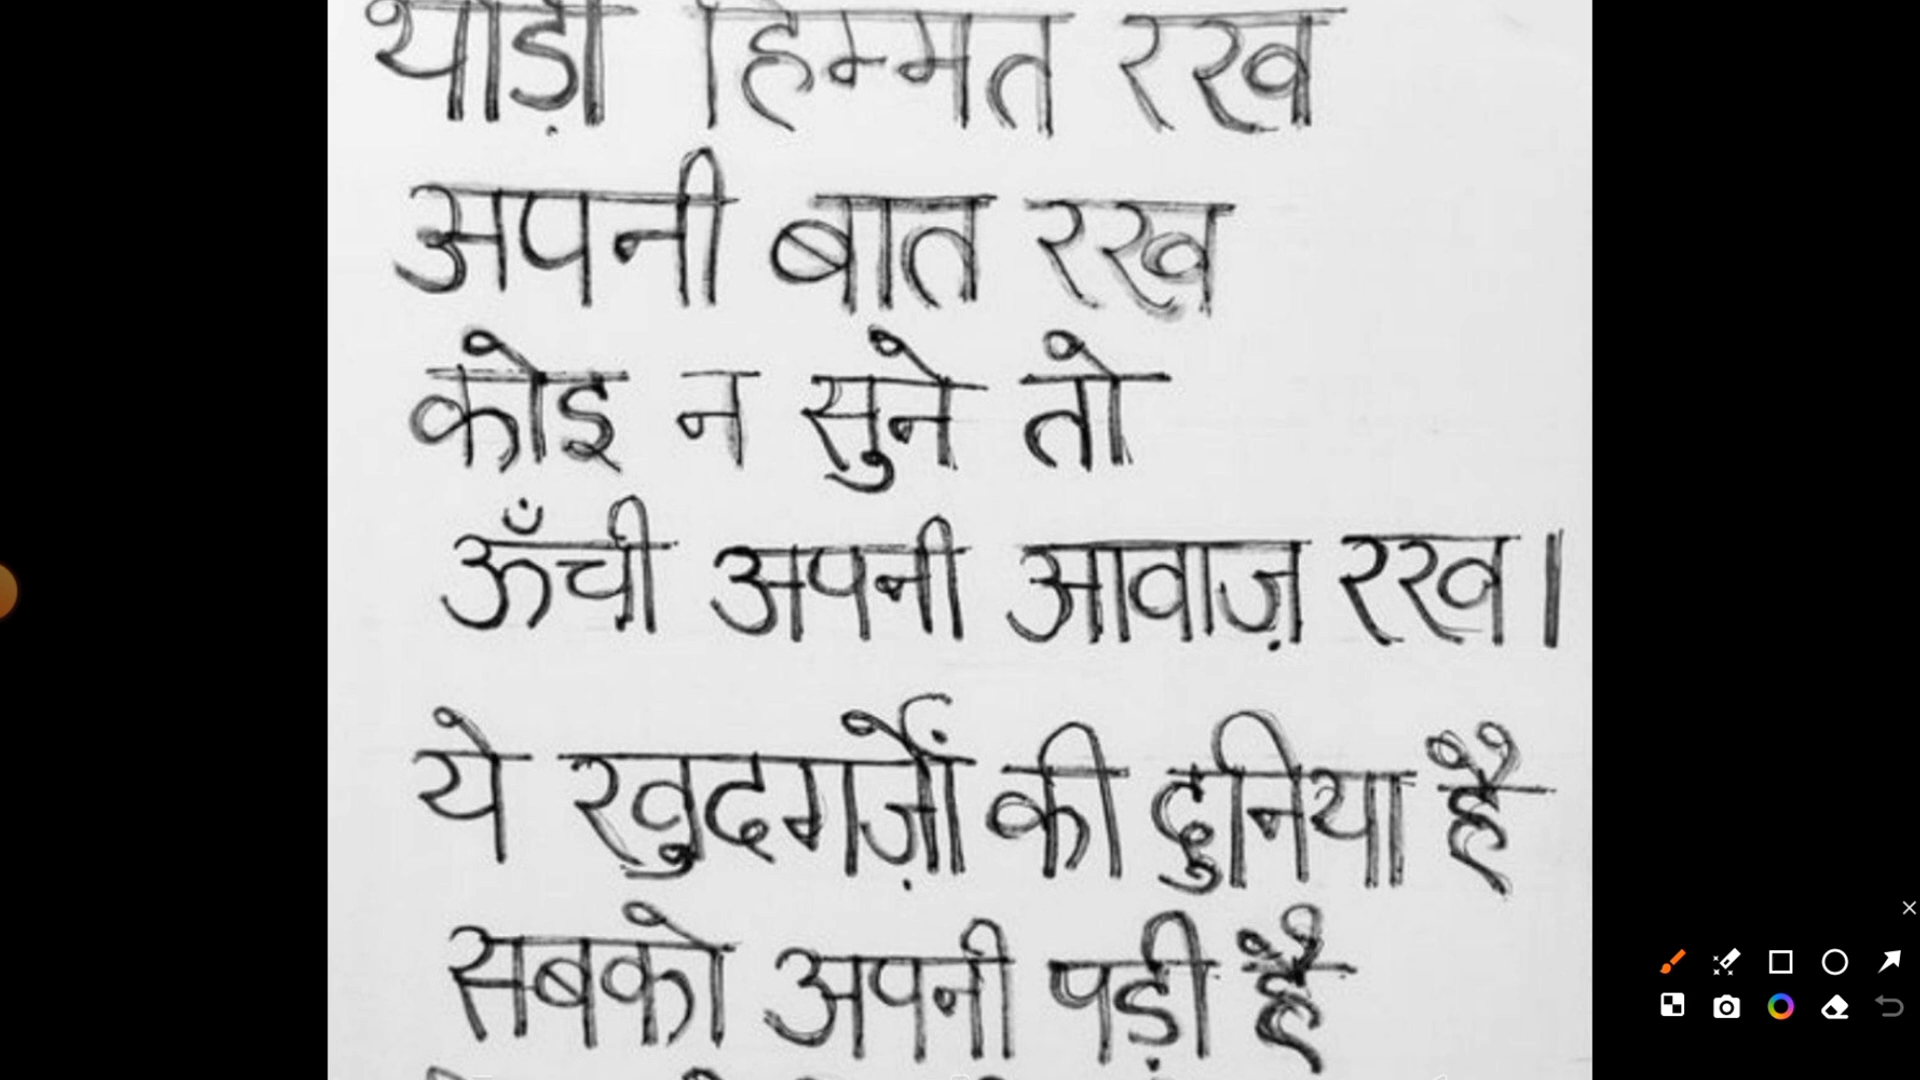 थोड़ी हिम्मत रख
अपनी बात रख
कोइ न सुने तो
ऊँची अपनी आवाज़ रख।
ये खुदगर्ज़ों की दुनिया है
सबको अपनी पड़ी है